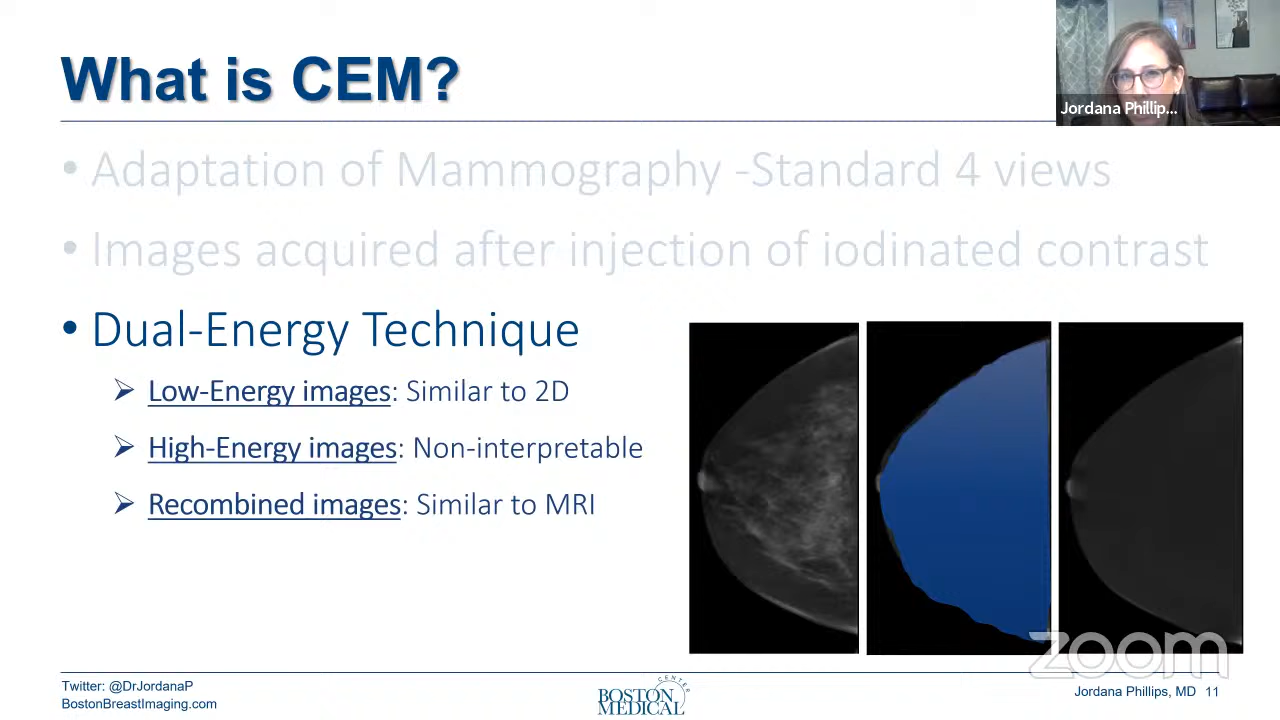 What is CEM?
Jordana Phillip...
• Adaptation of Mammography -Standard 4 views
• Images acquired after injection of iodinated contrast
• Dual-Energy Technique
➢ Low-Energy images: Similar to 2D
➢ High-Energy images: Non-interpretable
➢ Recombined images: Similar to MRI
zoom
Twitter: @DrJordanaP
BostonBreastImaging.com
BOSTON
MEDICAL
CENTER
Jordana Phillips, MD 11